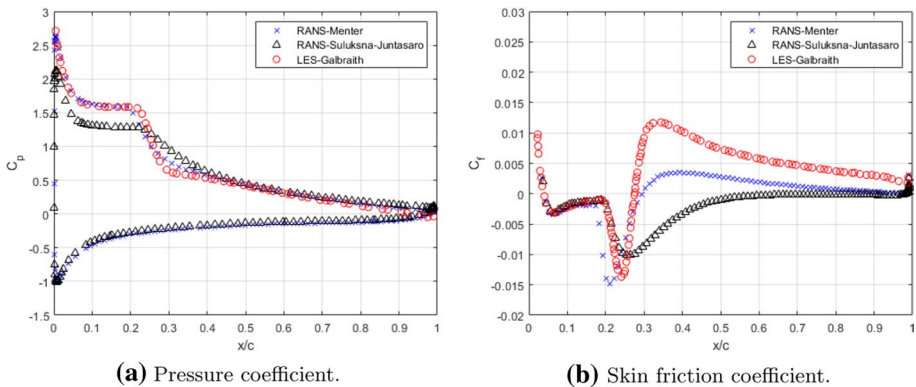 3
2.5
2
1.5
1
0.5
0
-0.5
-1
-1.5
C_p
0 0.1 0.2 0.3 0.4 0.5 0.6 0.7 0.8 0.9 1
x/c
RANS-Menter
RANS-Suluksna-Juntasaro
LES-Galbraith
(a) Pressure coefficient.
0.03
0.025
0.02
0.015
0.01
0.005
0
-0.005
-0.01
-0.015
-0.02
C_f
0 0.1 0.2 0.3 0.4 0.5 0.6 0.7 0.8 0.9 1
x/c
RANS-Menter
RANS-Suluksna-Juntasaro
LES-Galbraith
(b) Skin friction coefficient.